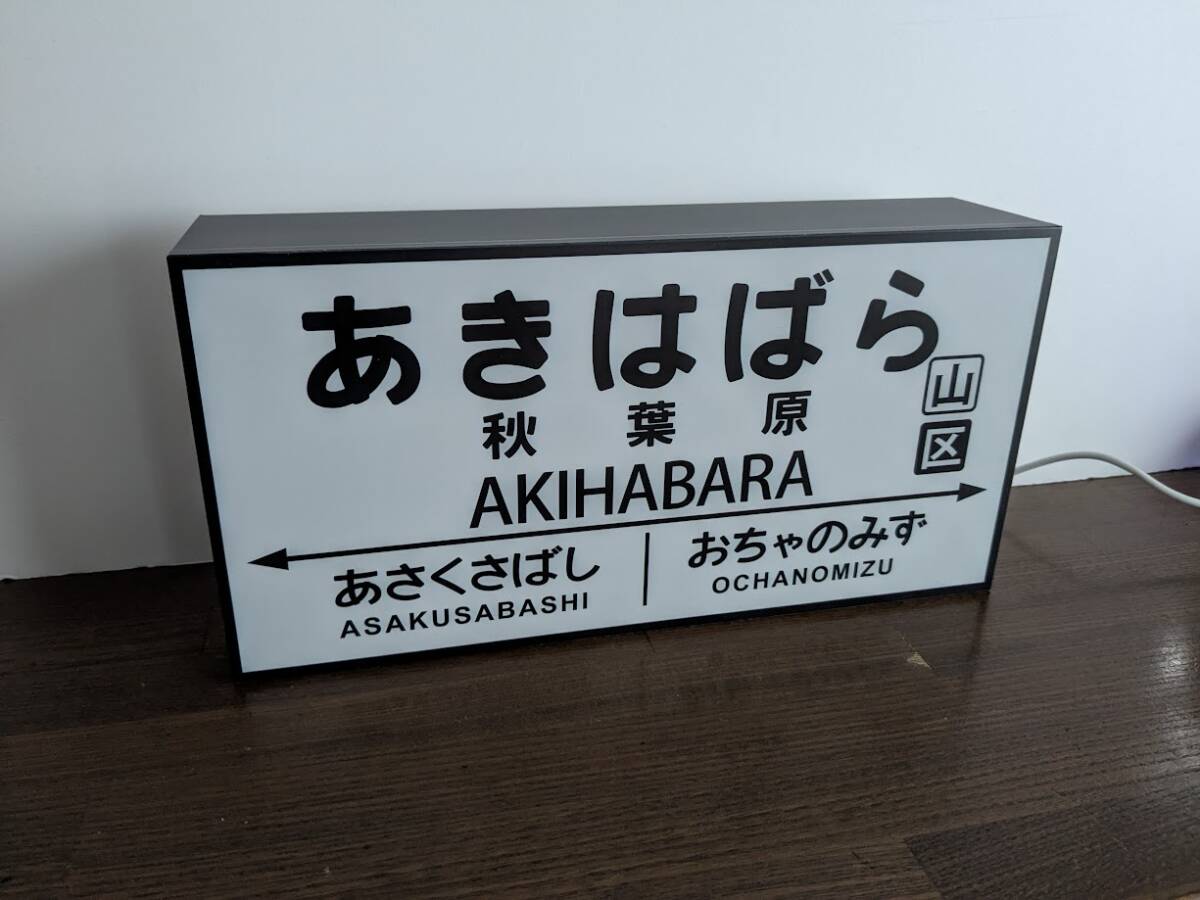 あきはばら
秋葉原
山
区
AKIHABARA
あさくさばし
ASAKUSABASHI
おちゃのみず
OCHANOMIZU